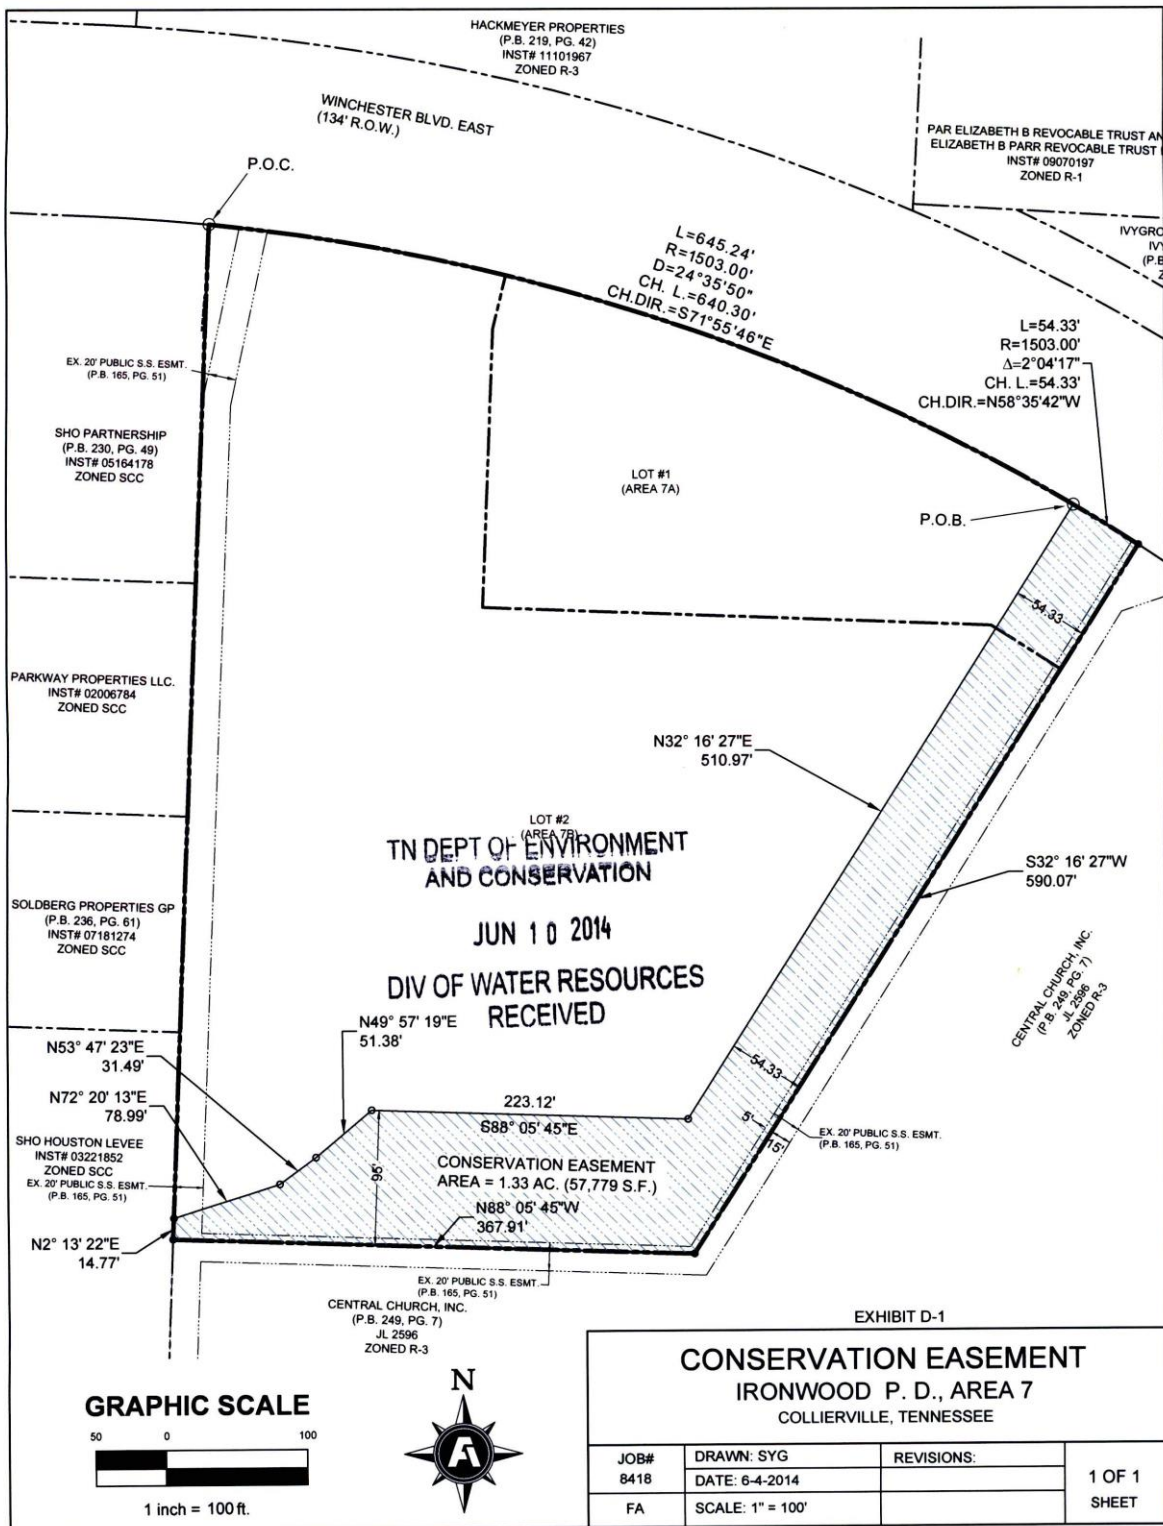 HACKMEYER PROPERTIES
(P.B. 219, PG. 42)
INST# 11101967
ZONED R-3
WINCHESTER BLVD. EAST
(134' R.O.W.)
PAR ELIZABETH B REVOCABLE TRUST AN
ELIZABETH B PARR REVOCABLE TRUST
INST# 09070197
ZONED R-1
P.O.C.
IVYGRO
IVY
(P.B
L=645.24'
R=1503.00'
D=24°35'50"
CH. L.=640.30'
CH.DIR.=S71°55'46"E
L=54.33'
R=1503.00'
Δ=2°04'17"
CH. L.=54.33'
CH.DIR.=N58°35'42"W
EX. 20' PUBLIC S.S. ESMT.
(P.B. 165, PG. 51)
SHO PARTNERSHIP
(P.B. 230, PG. 49)
INST# 05164178
ZONED SCC
LOT #1
(AREA 7A)
P.O.B.
54.33
PARKWAY PROPERTIES LLC.
INST# 02006784
ZONED SCC
N32° 16' 27"E
510.97'
LOT #2
(AREA 7B)
TN DEPT OF ENVIRONMENT
AND CONSERVATION
JUN 10 2014
DIV OF WATER RESOURCES
RECEIVED
S32° 16' 27"W
590.07'
SOLDBERG PROPERTIES GP
(P.B. 236, PG. 61)
INST# 07181274
ZONED SCC
CENTRAL CHURCH, INC.
(P.B. 249, PG. 7)
JL 2596
ZONED R-3
N49° 57' 19"E
51.38'
N53° 47' 23"E
31.49'
N72° 20' 13"E
78.99'
54.33
223.12'
S88° 05' 45"E
5'
15'
EX. 20' PUBLIC S.S. ESMT.
(P.B. 165, PG. 51)
SHO HOUSTON LEVEE
INST# 03221852
ZONED SCC
EX. 20' PUBLIC S.S. ESMT.
(P.B. 165, PG. 51)
95'
CONSERVATION EASEMENT
AREA = 1.33 AC. (57,779 S.F.)
N88° 05' 45"W
367.91'
N2° 13' 22"E
14.77'
EX. 20' PUBLIC S.S. ESMT.
(P.B. 165, PG. 51)
CENTRAL CHURCH, INC.
(P.B. 249, PG. 7)
JL 2596
ZONED R-3
EXHIBIT D-1
CONSERVATION EASEMENT
IRONWOOD P. D., AREA 7
COLLIERVILLE, TENNESSEE
GRAPHIC SCALE
50 0 100
1 inch = 100 ft.
N
A
JOB#
8418
FA
DRAWN: SYG
DATE: 6-4-2014
SCALE: 1" = 100'
REVISIONS:
1 OF 1
SHEET